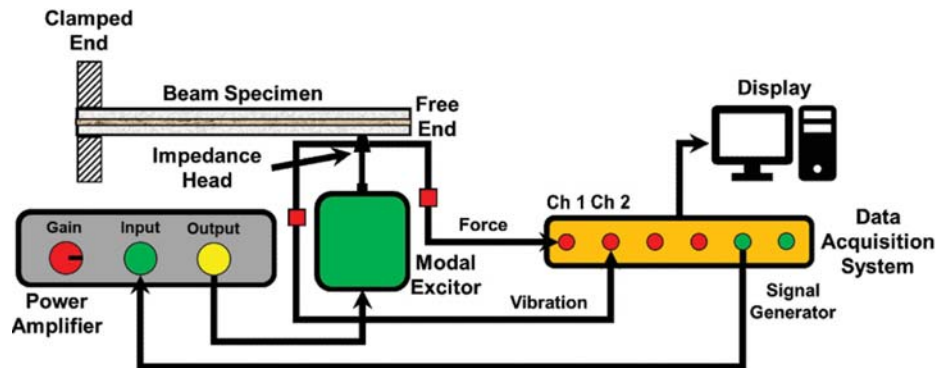 Clamped
End
Beam Specimen
Free
End
Impedance
Head
Display
Gain
Input
Output
Power
Amplifier
Modal
Excitor
Force
Vibration
Ch 1 Ch 2
Data
Acquisition
System
Signal
Generator